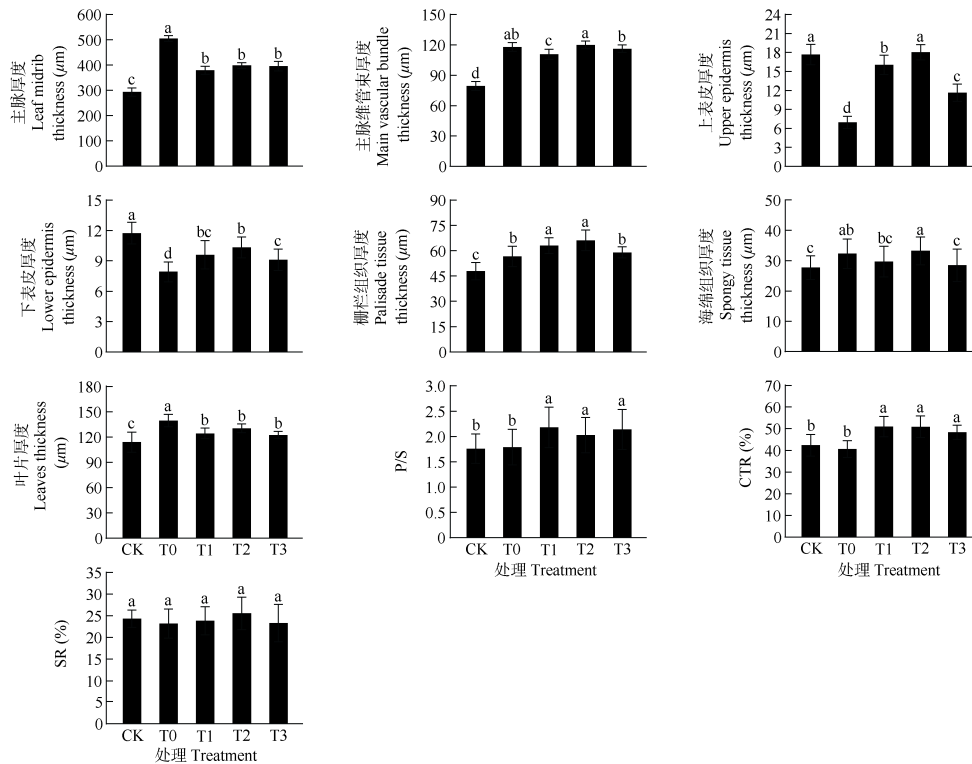 600
500
400
300
200
100
0
主脉厚度
Leaf midrib
thickness (μm)
c
a
b
b
b
150
120
90
60
30
0
主脉维管束厚度
Main vascular bundle
thickness (μm)
d
ab
c
a
b
24
21
18
15
12
9
6
3
0
上表皮厚度
Upper epidermis
thickness (μm)
a
d
b
a
c
15
12
9
6
3
0
下表皮厚度
Lower epidermis
thickness (μm)
a
d
bc
b
c
90
75
60
45
30
15
0
栅栏组织厚度
Palisade tissue
thickness (μm)
c
b
a
a
b
50
40
30
20
10
0
海绵组织厚度
Spongy tissue
thickness (μm)
c
ab
bc
a
c
180
150
120
90
60
30
0
叶片厚度
Leaves thickness
(μm)
c
a
b
b
b
CK T0 T1 T2 T3
3.0
2.5
2.0
1.5
1.0
0.5
0
P/S
b
b
a
a
a
CK T0 T1 T2 T3
处理 Treatment
70
60
50
40
30
20
10
0
CTR (%)
b
b
a
a
a
CK T0 T1 T2 T3
处理 Treatment
35
30
25
20
25
15
5
0
SR (%)
a
a
a
a
a
CK T0 T1 T2 T3
处理 Treatment